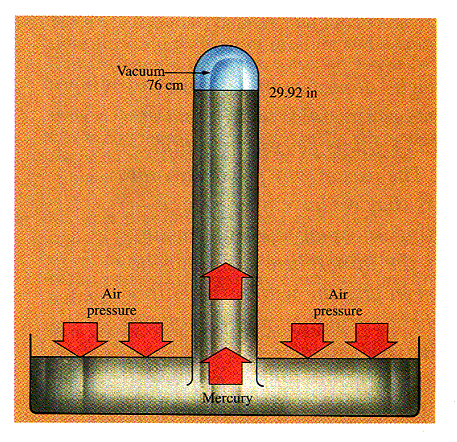 Vacuum
76 cm
29.92 in
Air
pressure
Air
pressure
Mercury